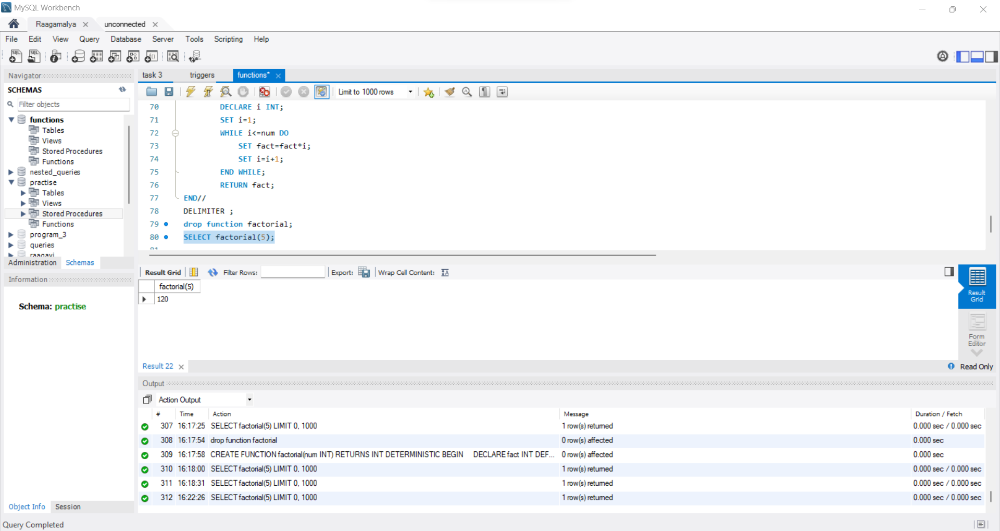 MySQL Workbench
Raagamalya
unconnected
File Edit View Query Database Server Tools Scripting Help
Navigator
SCHEMAS
Filter objects
functions
Tables
Views
Stored Procedures
Functions
nested_queries
practise
Tables
Views
Stored Procedures
Functions
program_3
queries
raagavi
Administration Schemas
Information
Schema: practise
Object Info Session
task 3 triggers functions*
Limit to 1000 rows
70 DECLARE i INT;
71 SET i=1;
72 WHILE i<=num DO
73 SET fact=fact*i;
74 SET i=i+1;
75 END WHILE;
76 RETURN fact;
77 END//
78 DELIMITER ;
79 drop function factorial;
80 SELECT factorial(5);
81
Result Grid Filter Rows: Export: Wrap Cell Content:
factorial(5)
120
Result Grid
Form Editor
Result 22
Read Only
Output
Action Output
# Time Action Message Duration / Fetch
307 16:17:25 SELECT factorial(5) LIMIT 0, 1000 1 row(s) returned 0.000 sec / 0.000 sec
308 16:17:54 drop function factorial 0 row(s) affected 0.000 sec
309 16:17:58 CREATE FUNCTION factorial(num INT) RETURNS INT DETERMINISTIC BEGIN DECLARE fact INT DEF... 0 row(s) affected 0.000 sec
310 16:18:00 SELECT factorial(5) LIMIT 0, 1000 1 row(s) returned 0.000 sec / 0.000 sec
311 16:18:31 SELECT factorial(5) LIMIT 0, 1000 1 row(s) returned 0.000 sec / 0.000 sec
312 16:22:26 SELECT factorial(5) LIMIT 0, 1000 1 row(s) returned 0.000 sec / 0.000 sec
Query Completed